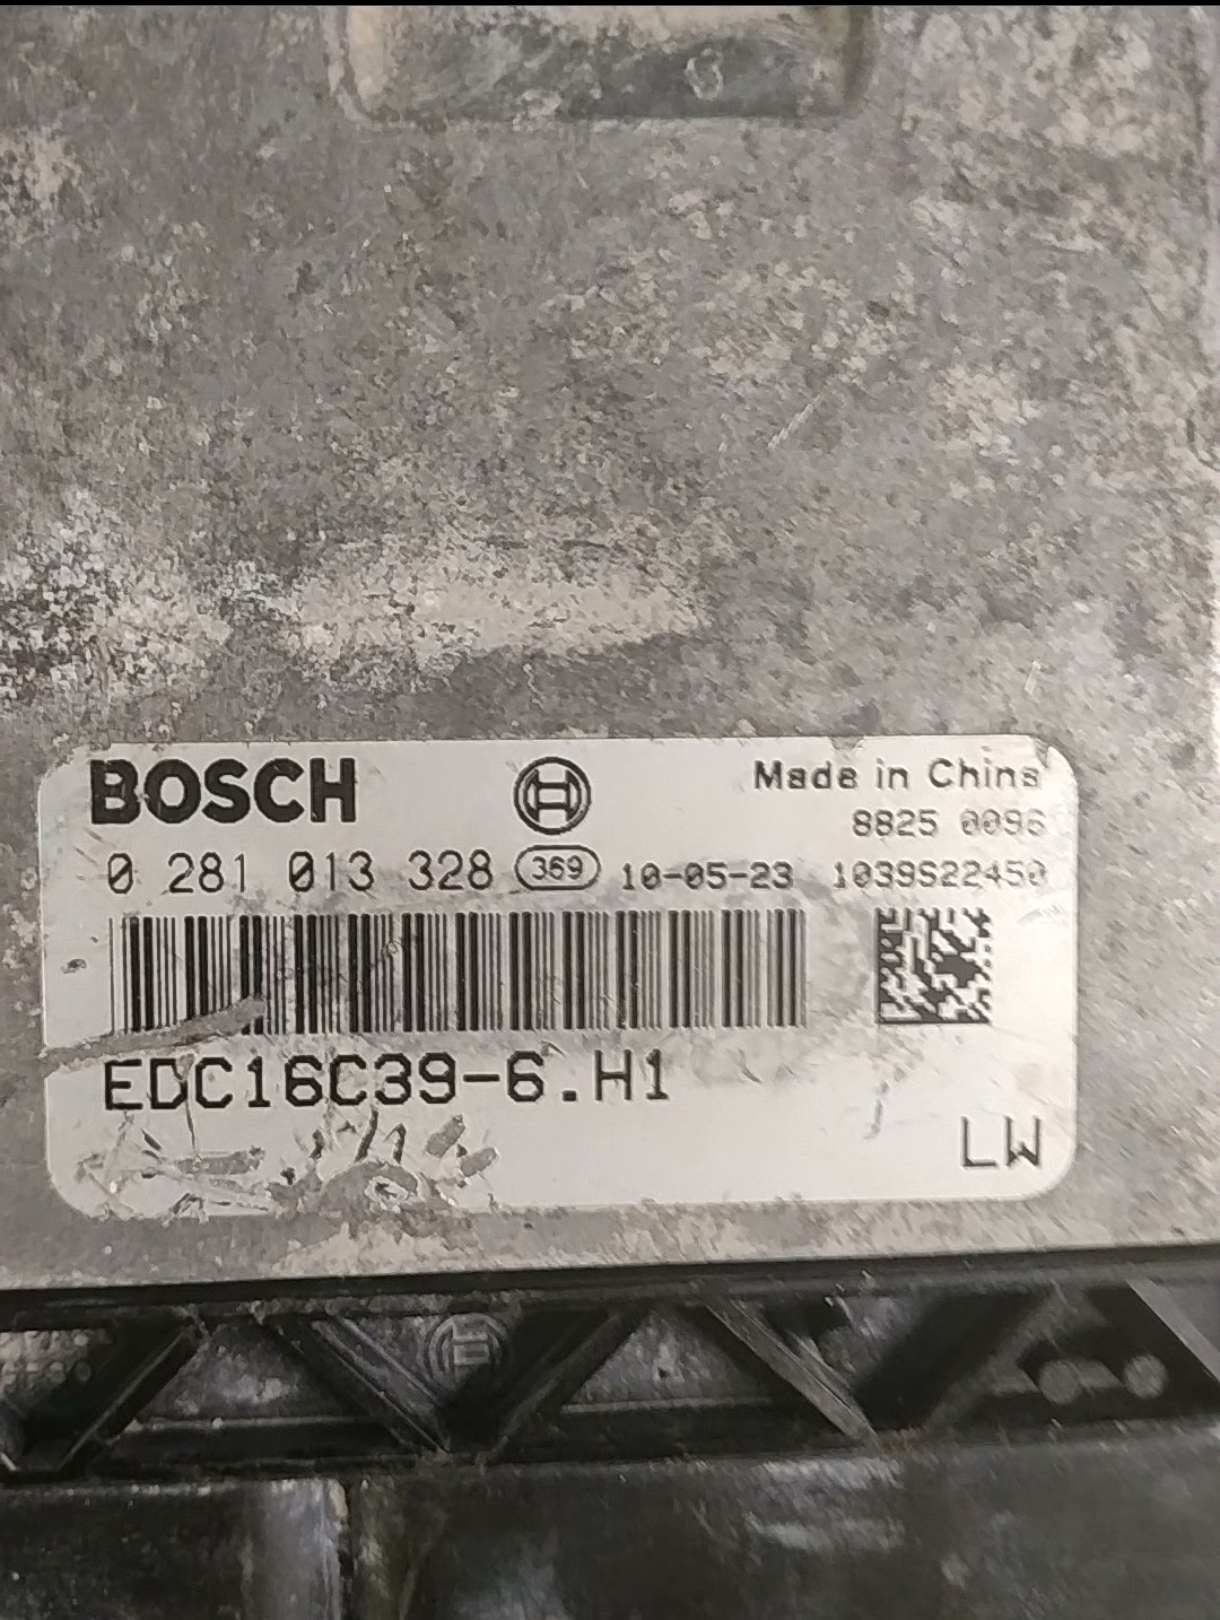 BOSCH
Made in China
8825 0096
0 281 013 328 369 10-05-23 1039S22450
EDC16C39-6.H1
LW